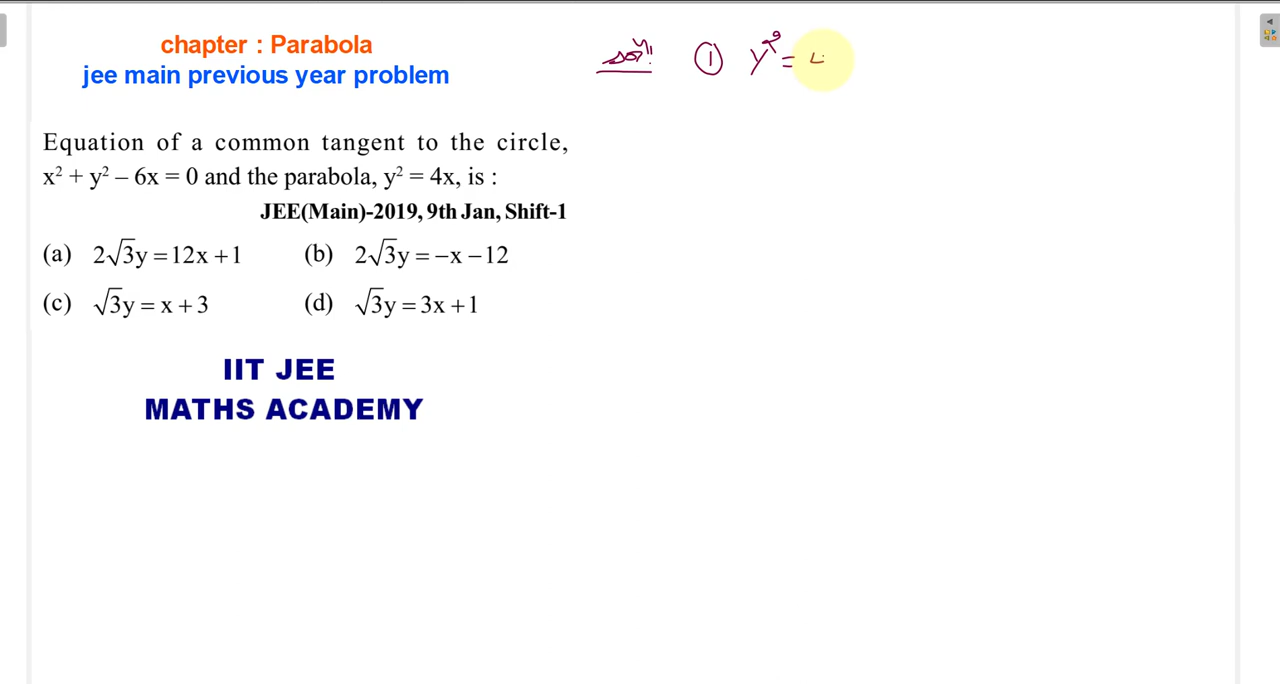 chapter : Parabola
jee main previous year problem
Solⁿ: ① y² = 4
Equation of a common tangent to the circle,
x² + y² – 6x = 0 and the parabola, y² = 4x, is :
JEE(Main)-2019, 9th Jan, Shift-1
(a) 2√3y = 12x + 1 (b) 2√3y = –x – 12
(c) √3y = x + 3 (d) √3y = 3x + 1
IIT JEE
MATHS ACADEMY